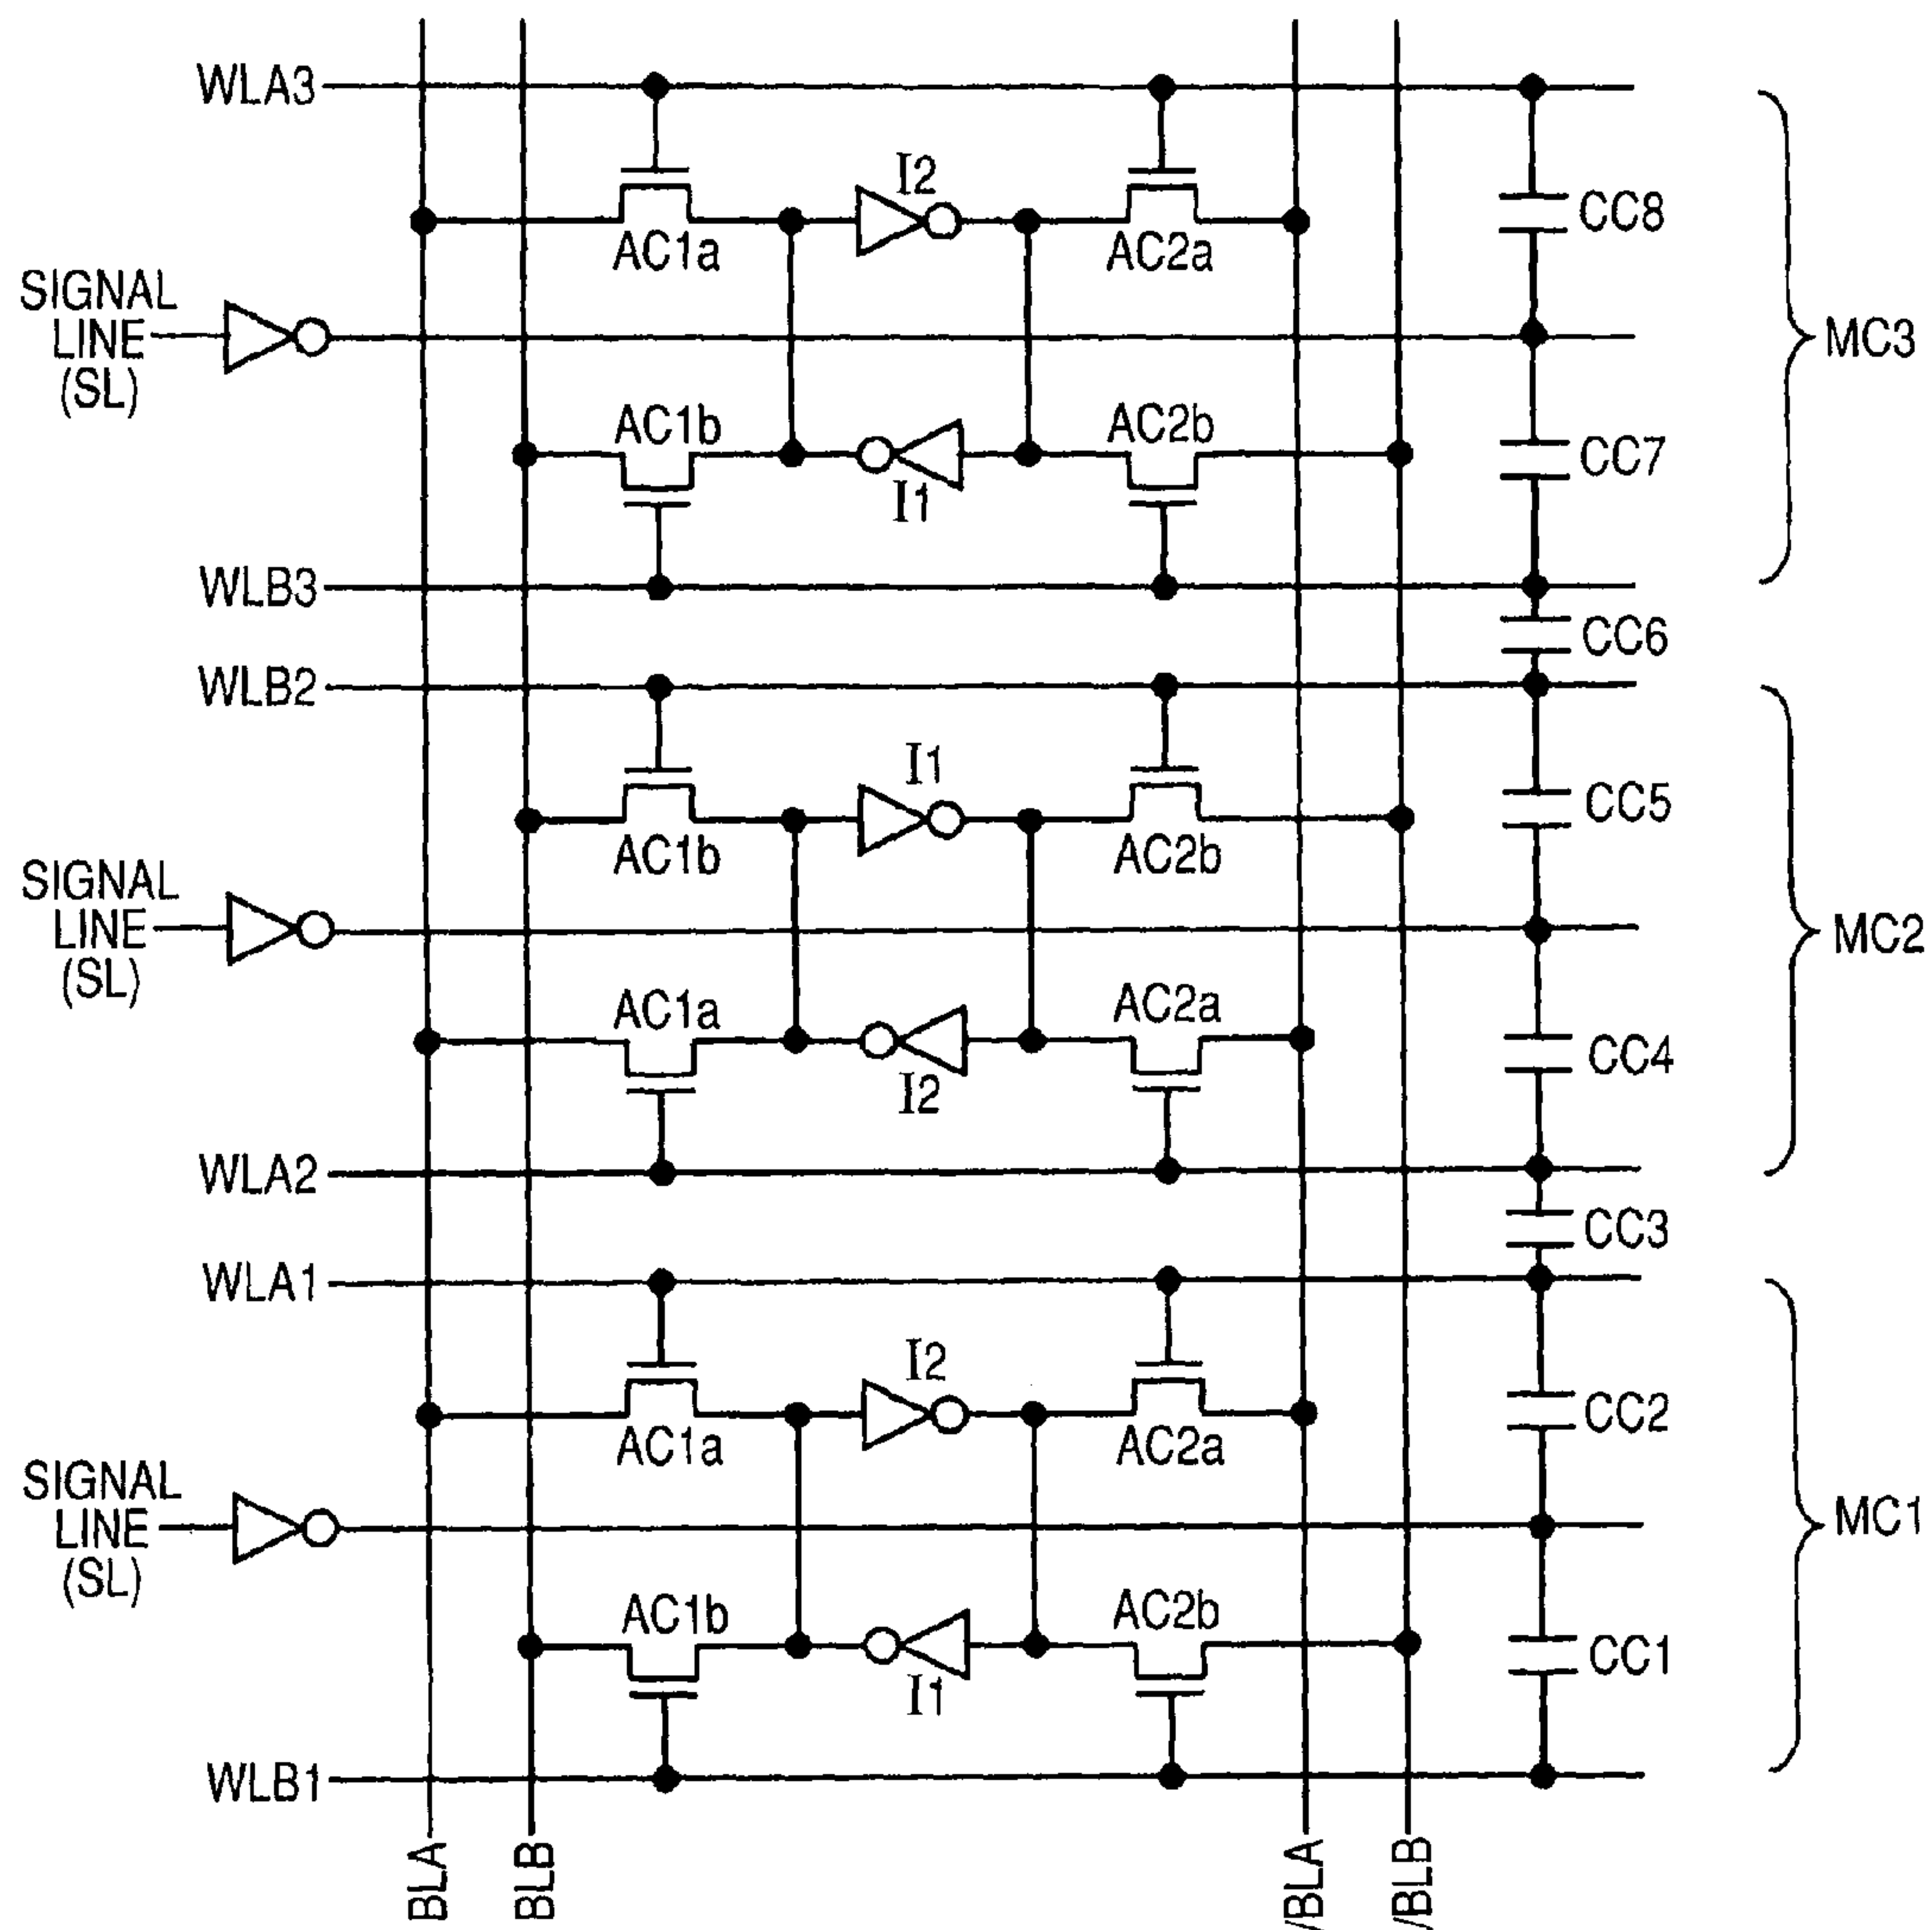 WLA3
I2
CC8
AC1a
AC2a
SIGNAL
LINE
(SL)
MC3
AC1b
AC2b
CC7
I1
WLB3
CC6
WLB2
I1
CC5
AC1b
AC2b
SIGNAL
LINE
(SL)
MC2
AC1a
AC2a
CC4
I2
WLA2
CC3
WLA1
I2
CC2
AC1a
AC2a
SIGNAL
LINE
(SL)
MC1
AC1b
AC2b
CC1
I1
WLB1
BLA
BLB
/BLA
/BLB